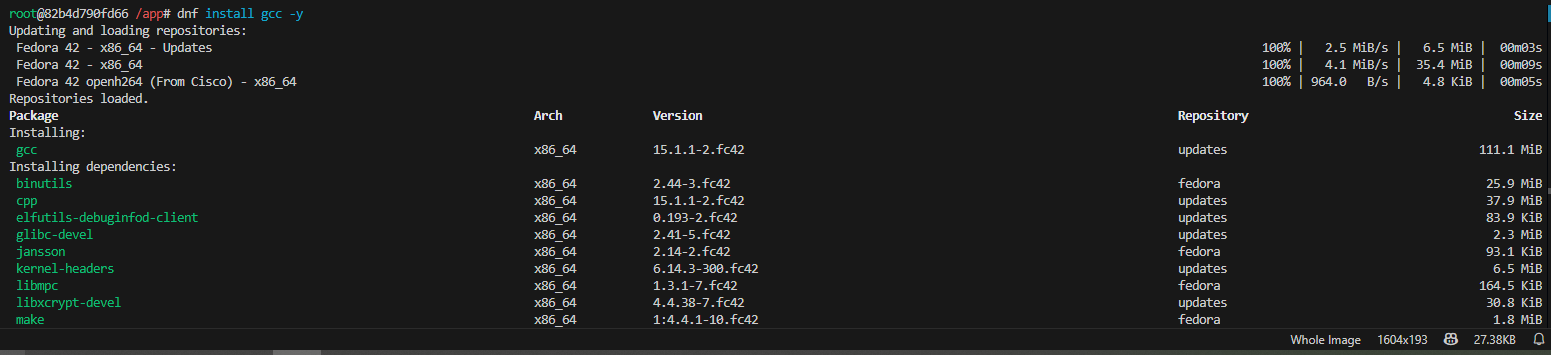 root@82b4d790fd66 /app# dnf install gcc -y
Updating and loading repositories:
Fedora 42 - x86_64 - Updates 100% | 2.5 MiB/s | 6.5 MiB | 00m03s
Fedora 42 - x86_64 100% | 4.1 MiB/s | 35.4 MiB | 00m09s
Fedora 42 openh264 (From Cisco) - x86_64 100% | 964.0 B/s | 4.8 KiB | 00m05s
Repositories loaded.
Package Arch Version Repository Size
Installing:
gcc x86_64 15.1.1-2.fc42 updates 111.1 MiB
Installing dependencies:
binutils x86_64 2.44-3.fc42 fedora 25.9 MiB
cpp x86_64 15.1.1-2.fc42 updates 37.9 MiB
elfutils-debuginfod-client x86_64 0.193-2.fc42 updates 83.9 KiB
glibc-devel x86_64 2.41-5.fc42 updates 2.3 MiB
jansson x86_64 2.14-2.fc42 fedora 93.1 KiB
kernel-headers x86_64 6.14.3-300.fc42 updates 6.5 MiB
libmpc x86_64 1.3.1-7.fc42 fedora 164.5 KiB
libxcrypt-devel x86_64 4.4.38-7.fc42 updates 30.8 KiB
make x86_64 1:4.4.1-10.fc42 fedora 1.8 MiB
Whole Image 1604x193 27.38KB